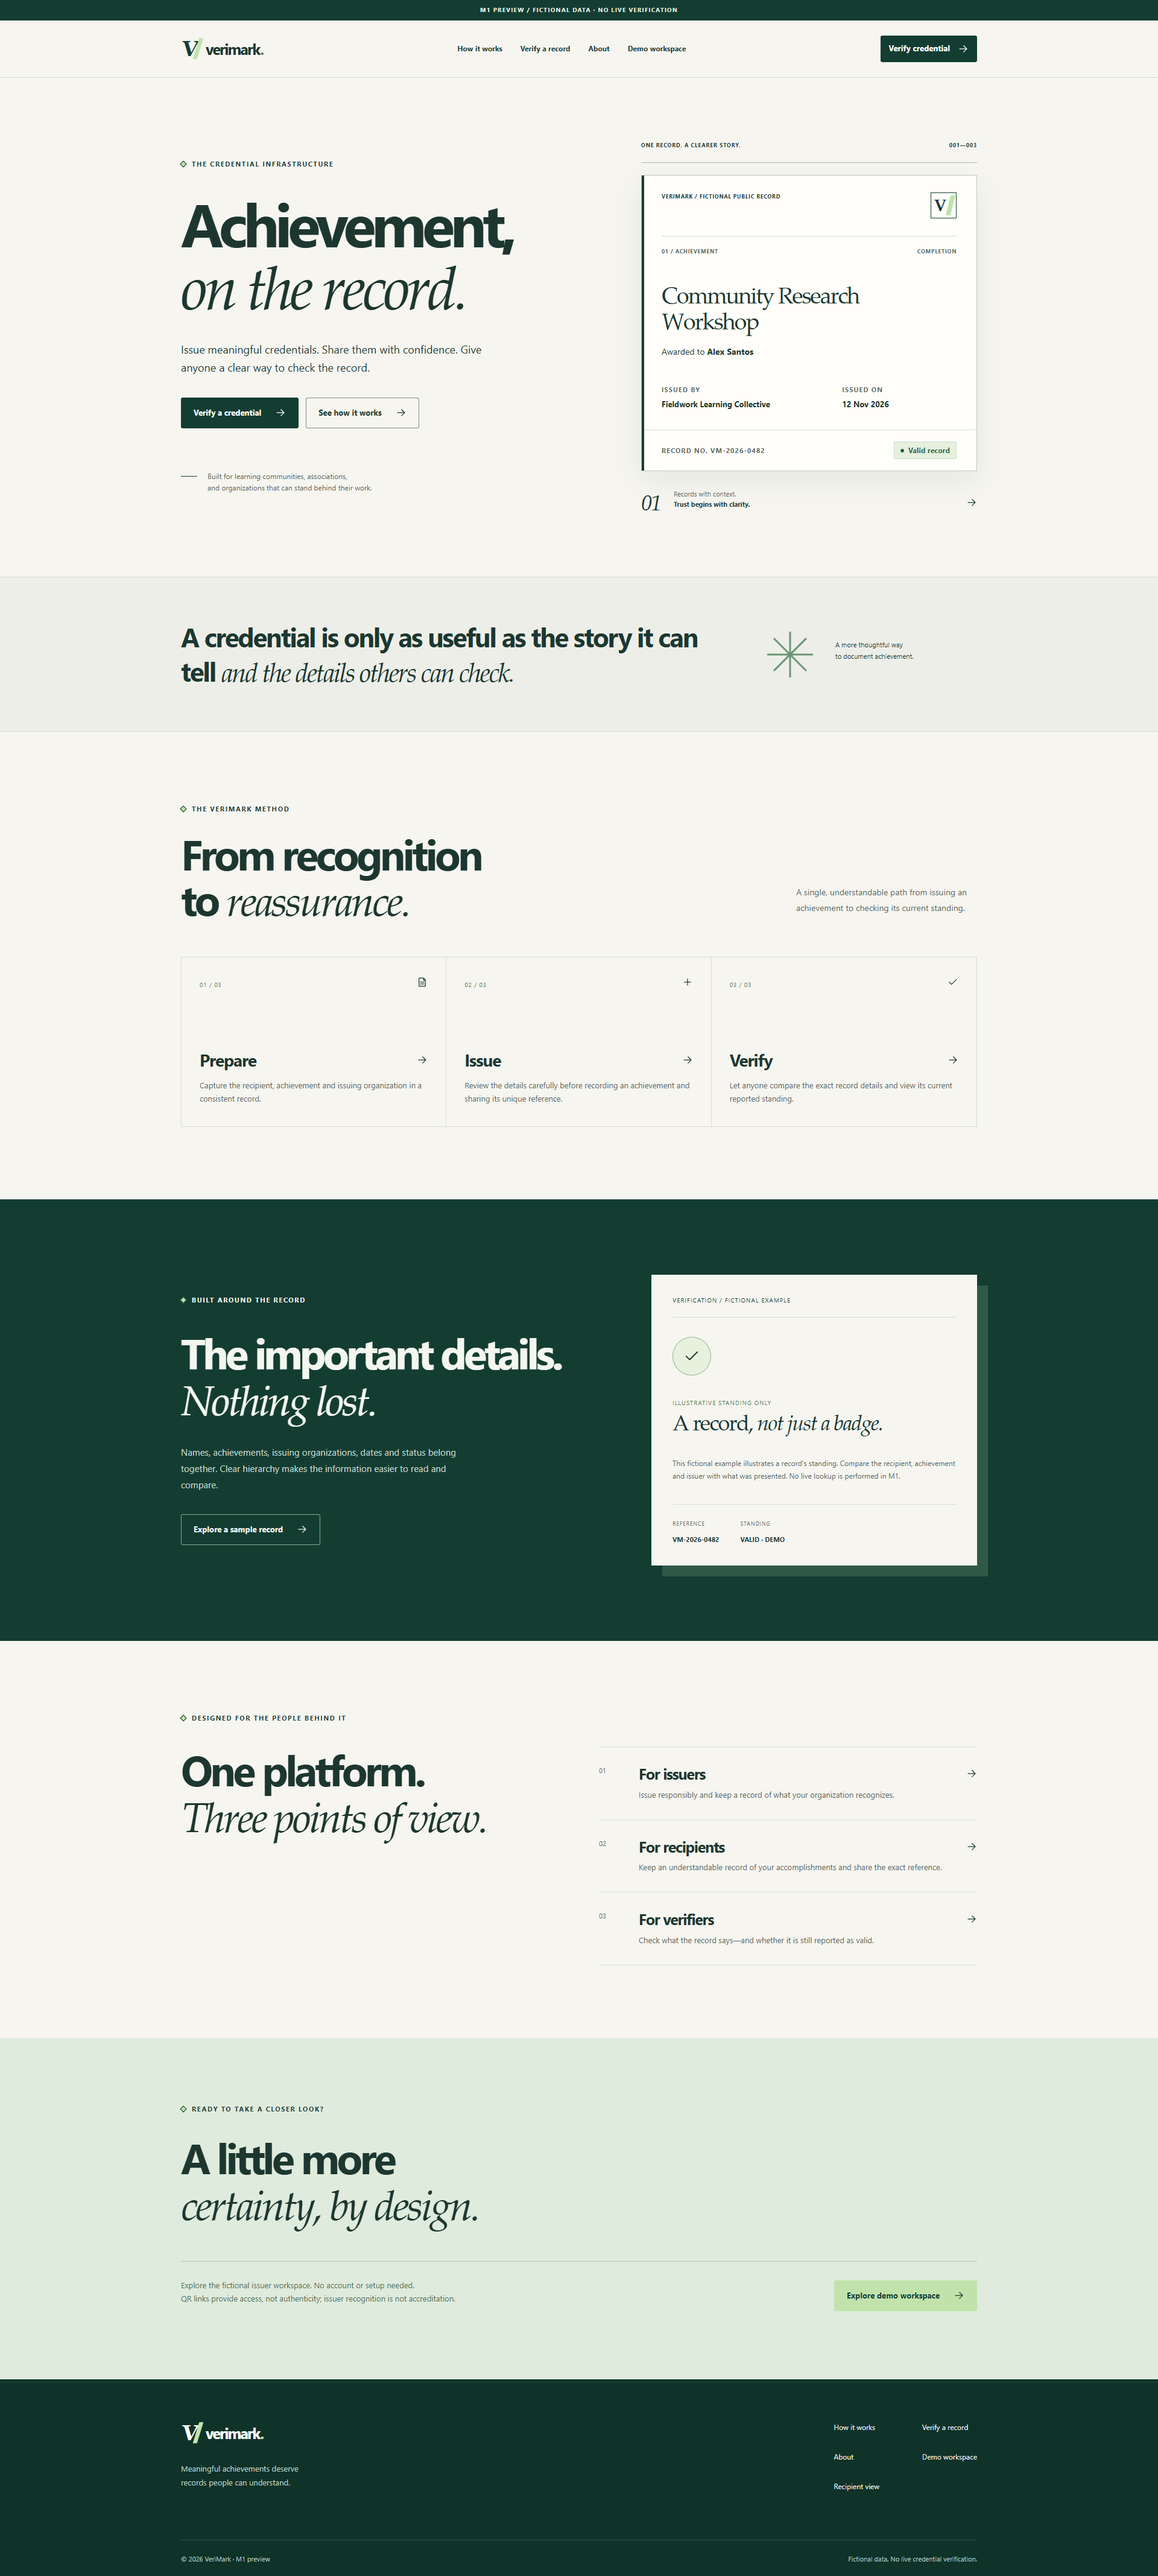 M1 PREVIEW / FICTIONAL DATA - NO LIVE VERIFICATION
V verimark.
How it works
Verify a record
About
Demo workspace
Verify credential
THE CREDENTIAL INFRASTRUCTURE
Achievement,
on the record.
Issue meaningful credentials. Share them with confidence. Give
anyone a clear way to check the record.
Verify a credential
See how it works
Built for learning communities, associations,
and organizations that can stand behind their work.
ONE RECORD. A CLEARER STORY.
001—003
VERIMARK / FICTIONAL PUBLIC RECORD
V
01 / ACHIEVEMENT
COMPLETION
Community Research
Workshop
Awarded to Alex Santos
ISSUED BY
ISSUED ON
Fieldwork Learning Collective
12 Nov 2026
RECORD NO. VM-2026-0482
Valid record
01
Records with context.
Trust begins with clarity.
A credential is only as useful as the story it can
tell and the details others can check.
A more thoughtful way
to document achievement.
THE VERIMARK METHOD
From recognition
to reassurance.
A single, understandable path from issuing an
achievement to checking its current standing.
01 / 03
Prepare
Capture the recipient, achievement and issuing organization in a
consistent record.
02 / 03
Issue
Review the details carefully before recording an achievement and
sharing its unique reference.
03 / 03
Verify
Let anyone compare the exact record details and view its current
reported standing.
BUILT AROUND THE RECORD
The important details.
Nothing lost.
Names, achievements, issuing organizations, dates and status belong
together. Clear hierarchy makes the information easier to read and
compare.
Explore a sample record
VERIFICATION / FICTIONAL EXAMPLE
ILLUSTRATIVE STANDING ONLY
A record, not just a badge.
This fictional example illustrates a record's standing. Compare the recipient, achievement
and issuer with what was presented. No live lookup is performed in M1.
REFERENCE
STANDING
VM-2026-0482
VALID · DEMO
DESIGNED FOR THE PEOPLE BEHIND IT
One platform.
Three points of view.
01
For issuers
Issue responsibly and keep a record of what your organization recognizes.
02
For recipients
Keep an understandable record of your accomplishments and share the exact reference.
03
For verifiers
Check what the record says—and whether it is still reported as valid.
READY TO TAKE A CLOSER LOOK?
A little more
certainty, by design.
Explore the fictional issuer workspace. No account or setup needed.
QR links provide access, not authenticity; issuer recognition is not accreditation.
Explore demo workspace
V verimark.
Meaningful achievements deserve
records people can understand.
How it works
Verify a record
About
Demo workspace
Recipient view
© 2026 VeriMark · M1 preview
Fictional data. No live credential verification.